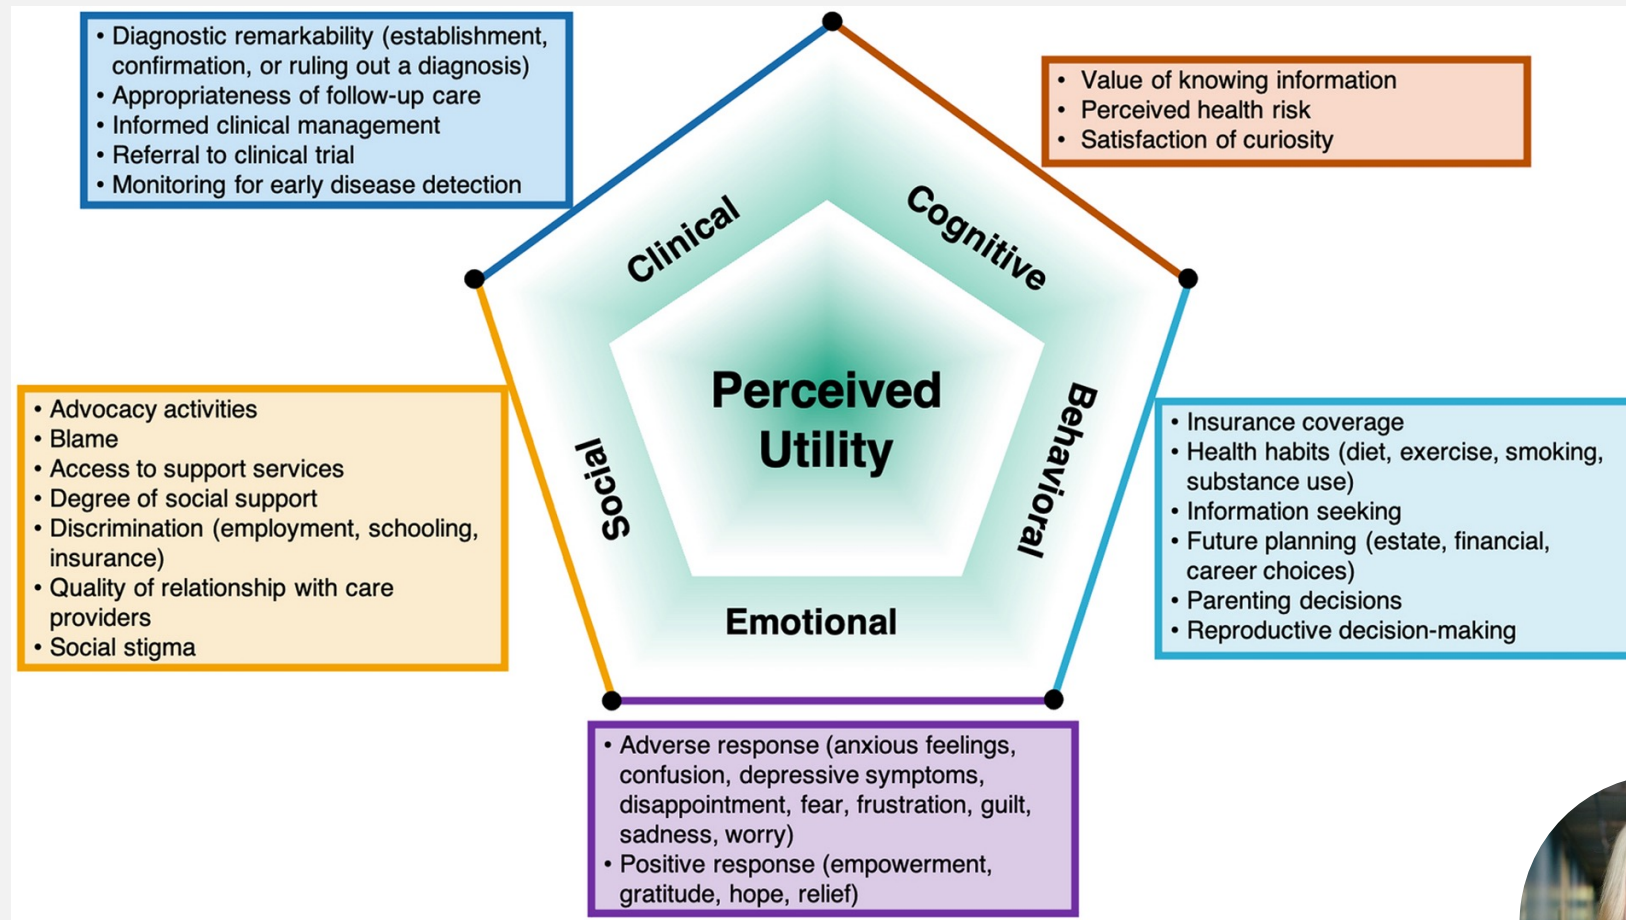 • Diagnostic remarkability (establishment,
confirmation, or ruling out a diagnosis)
• Appropriateness of follow-up care
• Informed clinical management
• Referral to clinical trial
• Monitoring for early disease detection
• Value of knowing information
• Perceived health risk
• Satisfaction of curiosity
Clinical
Cognitive
Perceived
Utility
Social
Behavioral
Emotional
• Advocacy activities
• Blame
• Access to support services
• Degree of social support
• Discrimination (employment, schooling,
insurance)
• Quality of relationship with care
providers
• Social stigma
• Insurance coverage
• Health habits (diet, exercise, smoking,
substance use)
• Information seeking
• Future planning (estate, financial,
career choices)
• Parenting decisions
• Reproductive decision-making
• Adverse response (anxious feelings,
confusion, depressive symptoms,
disappointment, fear, frustration, guilt,
sadness, worry)
• Positive response (empowerment,
gratitude, hope, relief)